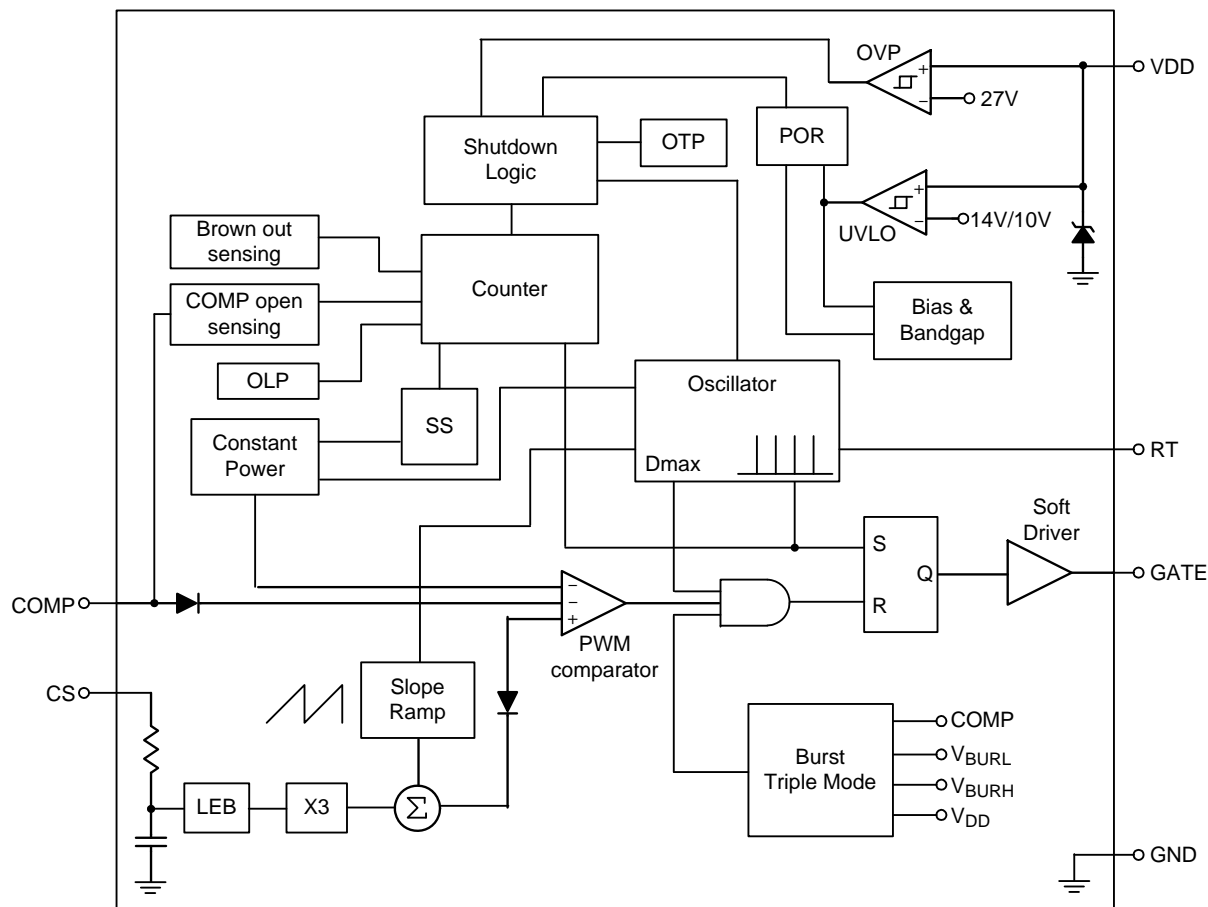 OVP
+
−
27V
VDD
Shutdown
Logic
OTP
POR
+
−
14V/10V
UVLO
Brown out
sensing
Counter
COMP open
sensing
Bias &
Bandgap
OLP
SS
Oscillator
Dmax
Constant
Power
RT
Soft
Driver
S
Q
R
GATE
COMP
−
−
+
PWM
comparator
CS
Slope
Ramp
LEB
X3
Σ
Burst
Triple Mode
COMP
VBURL
VBURH
VDD
GND